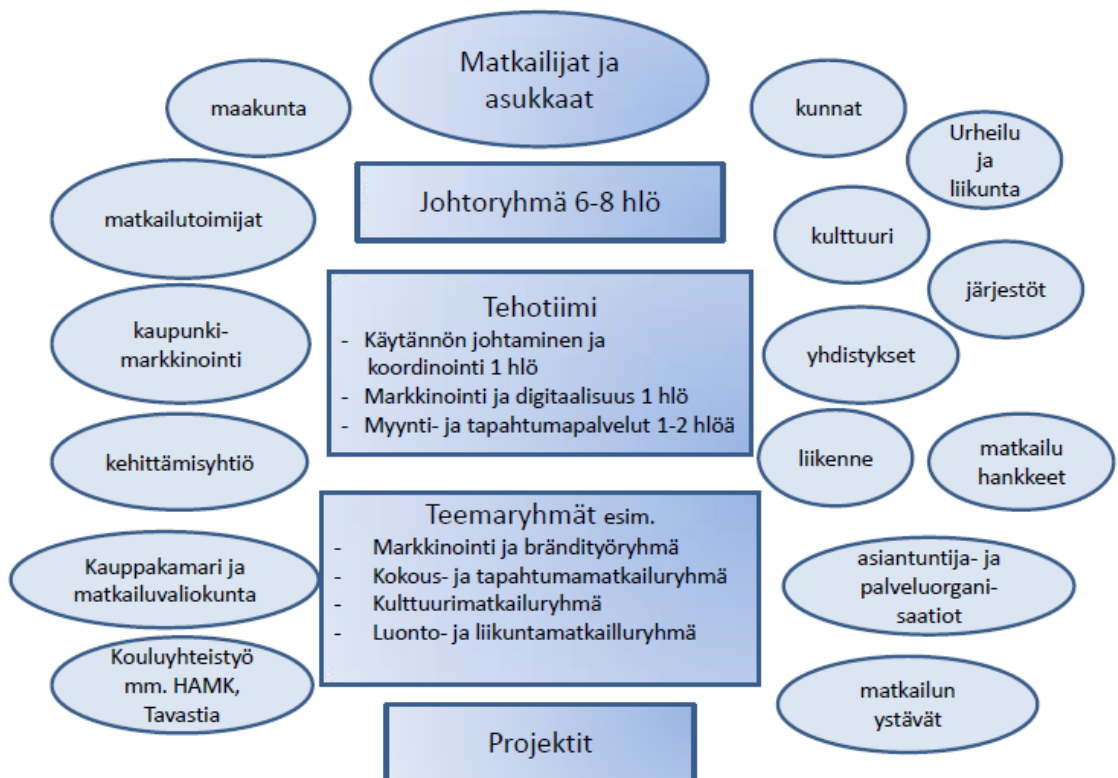 Matkailijat ja
asukkaat
maakunta
kunnat
Urheilu
ja
liikunta
matkailutoimijat
Johtoryhmä 6-8 hlö
kulttuuri
järjestöt
kaupunki-
markkinointi
Tehotiimi
- Käytännön johtaminen ja
koordinointi 1 hlö
- Markkinointi ja digitaalisuus 1 hlö
- Myynti- ja tapahtumapalvelut 1-2 hlöä
yhdistykset
kehittämisyhtiö
liikenne
matkailu
hankkeet
Teemaryhmät esim.
- Markkinointi ja brändityöryhmä
- Kokous- ja tapahtumamatkailuryhmä
- Kulttuurimatkailuryhmä
- Luonto- ja liikuntamatkailluryhmä
Kauppakamari ja
matkailuvaliokunta
asiantuntija- ja
palveluorgani-
saatiot
Kouluyhteistyö
mm. HAMK,
Tavastia
matkailun
ystävät
Projektit